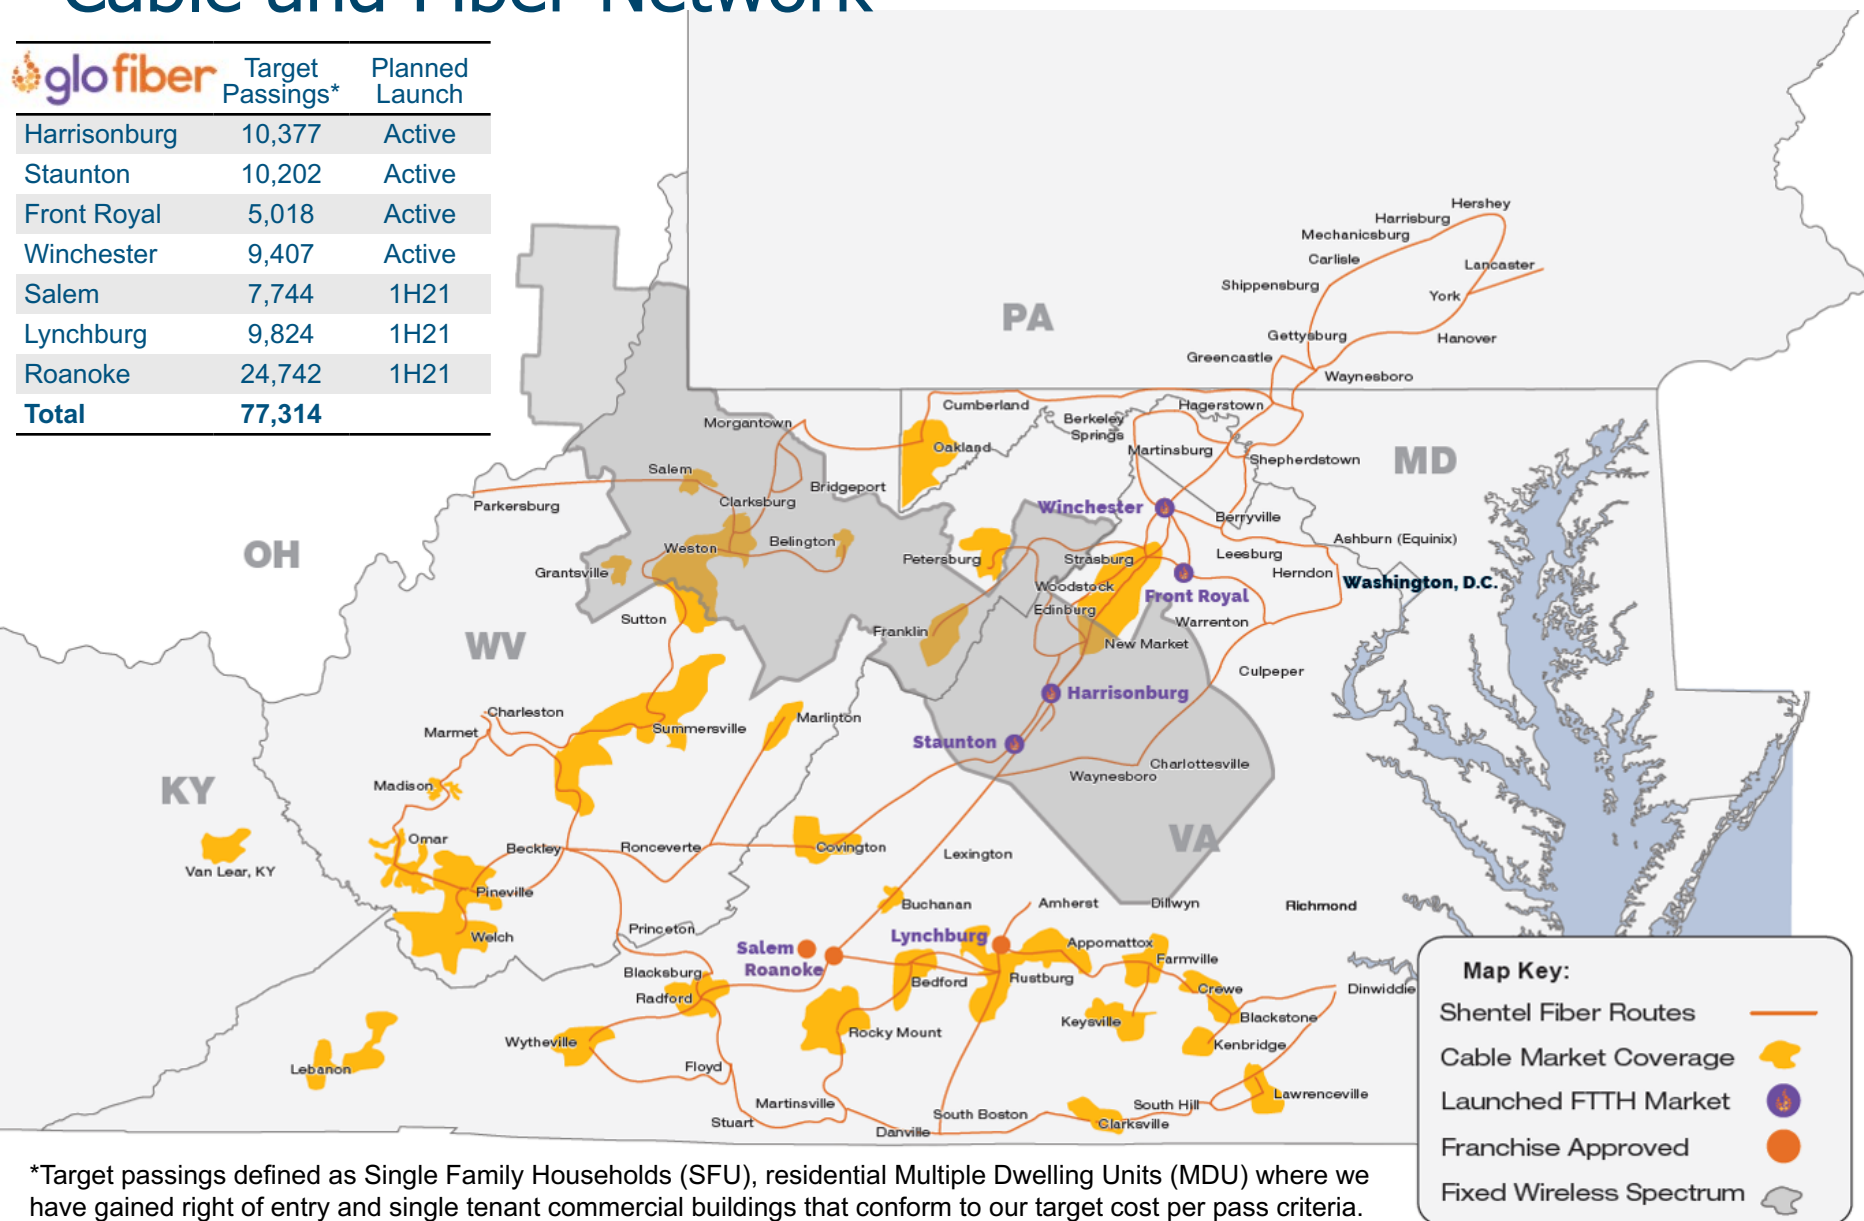 Cable and Fiber Network
glofiber
Target Passings*
Planned Launch
Harrisonburg 10,377 Active
Staunton 10,202 Active
Front Royal 5,018 Active
Winchester 9,407 Active
Salem 7,744 1H21
Lynchburg 9,824 1H21
Roanoke 24,742 1H21
Total 77,314
Hershey
Harrisburg
Mechanicsburg
Carlisle
Lancaster
Shippensburg
York
PA
Gettysburg
Hanover
Greencastle
Waynesboro
Cumberland
Hagerstown
Berkeley
Springs
Morgantown
Oakland
Martinsburg
Shepherdstown
MD
Salem
Bridgeport
Clarksburg
Parkersburg
Winchester
Berryville
OH
Weston
Belington
Ashburn (Equinix)
Petersburg
Strasburg
Leesburg
Grantsville
Herndon
Washington, D.C.
Woodstock
Front Royal
Edinburg
Sutton
Franklin
Warrenton
WV
New Market
Culpeper
Harrisonburg
Charleston
Marlinton
Marmet
Summersville
Staunton
Charlottesville
Waynesboro
KY
Madison
VA
Omar
Beckley
Ronceverte
Covington
Lexington
Van Lear, KY
Pineville
Buchanan
Amherst
Dillwyn
Richmond
Princeton
Welch
Lynchburg
Salem
Appomattox
Roanoke
Farmville
Blacksburg
Bedford
Rustburg
Crewe
Dinwiddie
Radford
Keysville
Blackstone
Rocky Mount
Wytheville
Kenbridge
Lebanon
Floyd
Lawrenceville
Martinsville
South Hill
South Boston
Stuart
Clarksville
Danville
Map Key:
Shentel Fiber Routes
Cable Market Coverage
Launched FTTH Market
Franchise Approved
Fixed Wireless Spectrum
*Target passings defined as Single Family Households (SFU), residential Multiple Dwelling Units (MDU) where we
have gained right of entry and single tenant commercial buildings that conform to our target cost per pass criteria.